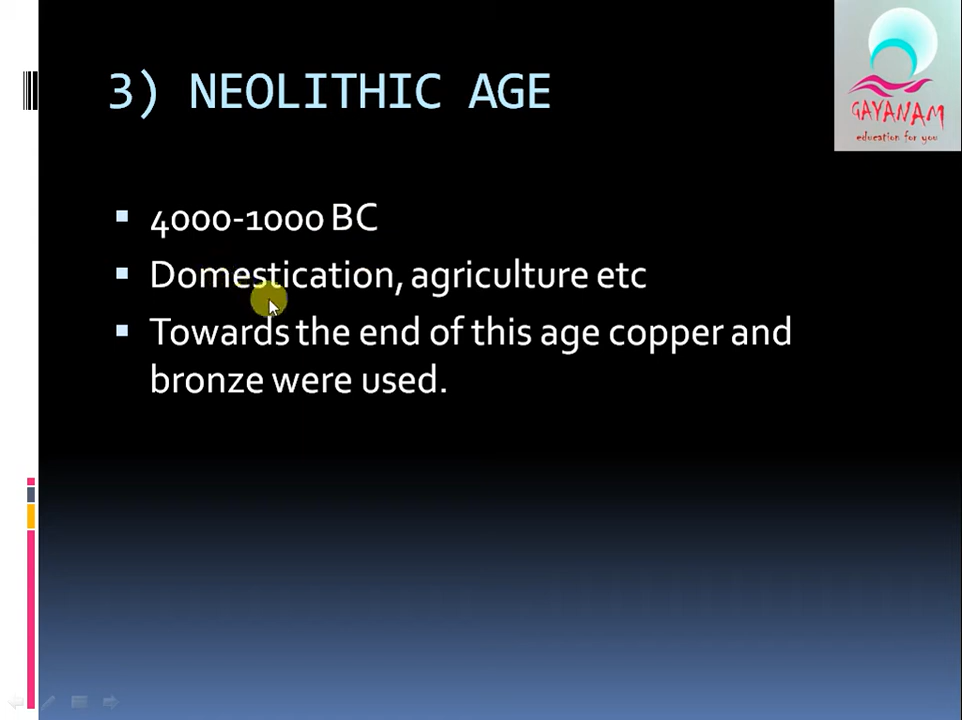 3) NEOLITHIC AGE
GAYANAM
education for you
4000-1000 BC
Domestication, agriculture etc
Towards the end of this age copper and
bronze were used.